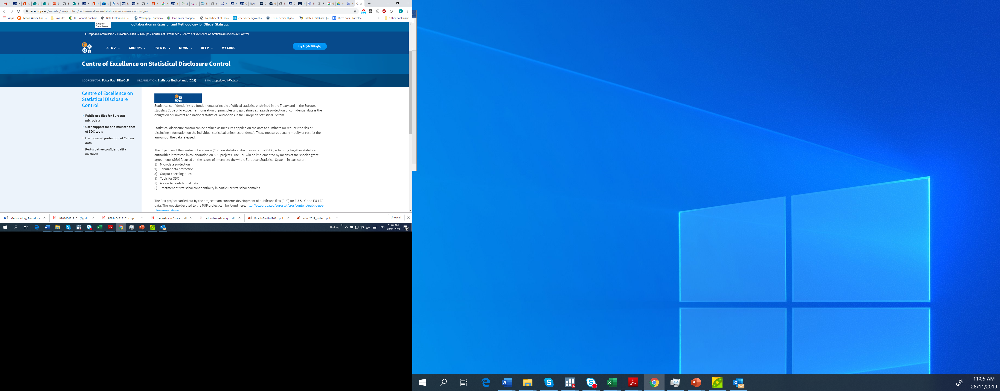 ec.europa.eu/eurostat/cros/content/centre-excellence-statistical-disclosure-control-0_en
Apps Movie Online For F... favorites RE Connect oneCard Data Exploration -... Worldpop - Summa... land cover change... Department of Edu... ebeis.deped.gov.ph... List of Senior High... Related Databases |... Micro data - Develo... » Other bookmarks
European
Commission
Collaboration in Research and Methodology for Official Statistics
European Commission » Eurostat » CROS » Groups » Centres of Excellence » Centre of Excellence on Statistical Disclosure Control
CROS
A TO Z GROUPS EVENTS NEWS HELP MY CROS
Log in (via EU Login)
Centre of Excellence on Statistical Disclosure Control
COORDINATOR: Peter-Paul DEWOLF ORGANISATION: Statistics Netherlands (CBS) E-MAIL: pp.dewolf@cbs.nl
Centre of Excellence on
Statistical Disclosure
Control
Public use files for Eurostat
microdata
User support for and maintenance
of SDC tools
Harmonised protection of Census
data
Perturbative confidentiality
methods
CROS
Statistical confidentiality is a fundamental principle of official statistics enshrined in the Treaty and in the European
statistics Code of Practice. Harmonisation of principles and guidelines as regards protection of confidential data is the
obligation of Eurostat and national statistical authorities in the European Statistical System.
Statistical disclosure control can be defined as measures applied on the data to eliminate (or reduce) the risk of
disclosing information on the individual statistical units (respondents). These measures usually modify or restrict the
amount of the data released.
The objective of the Centre of Excellence (CoE) on statistical disclosure control (SDC) is to bring together statistical
authorities interested in collaboration on SDC projects. The CoE will be implemented by means of the specific grant
agreements (SGA) focused on the issues of interest to the whole European Statistical System, in particular:
1) Microdata protection
2) Tabular data protection
3) Output checking rules
4) Tools for SDC
5) Access to confidential data
6) Treatment of statistical confidentiality in particular statistical domains
The first project carried out by the project team concerns development of public use files (PUF) for EU-SILC and EU-LFS
data. The website devoted to the PUF project can be found here: http://ec.europa.eu/eurostat/cros/content/public-use-
files-eurostat-micr...
Methodology Blog.docx 9781464812101 (2).pdf 9781464812101 (1).pdf Inequality in Asia a....pdf adbi-demystifying....pdf PikettyEcoHist201....ppt adou2019_slides....pptx Show all
Desktop » ENG 11:05 AM
28/11/2019
11:05 AM
28/11/2019